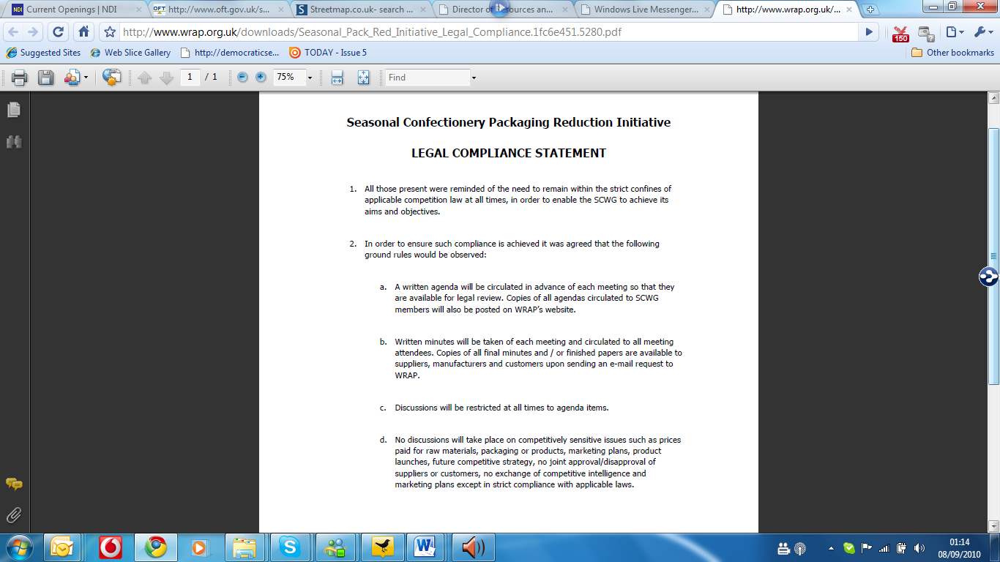 Current Openings | NDI
http://www.oft.gov.uk/s...
Streetmap.co.uk- search ...
Windows Live Messenger...
http://www.wrap.org.uk/...
http://www.wrap.org.uk/downloads/Seasonal_Pack_Red_Initiative_Legal_Compliance.1fc6e451.5280.pdf
150
Suggested Sites
Web Slice Gallery
http://democraticse...
TODAY - Issue 5
Other bookmarks
1 / 1
75%
Find
Seasonal Confectionery Packaging Reduction Initiative
LEGAL COMPLIANCE STATEMENT
1. All those present were reminded of the need to remain within the strict confines of
applicable competition law at all times, in order to enable the SCWG to achieve its
aims and objectives.
2. In order to ensure such compliance is achieved it was agreed that the following
ground rules would be observed:
a. A written agenda will be circulated in advance of each meeting so that they
are available for legal review. Copies of all agendas circulated to SCWG
members will also be posted on WRAP's website.
b. Written minutes will be taken of each meeting and circulated to all meeting
attendees. Copies of all final minutes and / or finished papers are available to
suppliers, manufacturers and customers upon sending an e-mail request to
WRAP.
c. Discussions will be restricted at all times to agenda items.
d. No discussions will take place on competitively sensitive issues such as prices
paid for raw materials, packaging or products, marketing plans, product
launches, future competitive strategy, no joint approval/disapproval of
suppliers or customers, no exchange of competitive intelligence and
marketing plans except in strict compliance with applicable laws.
01:14
08/09/2010